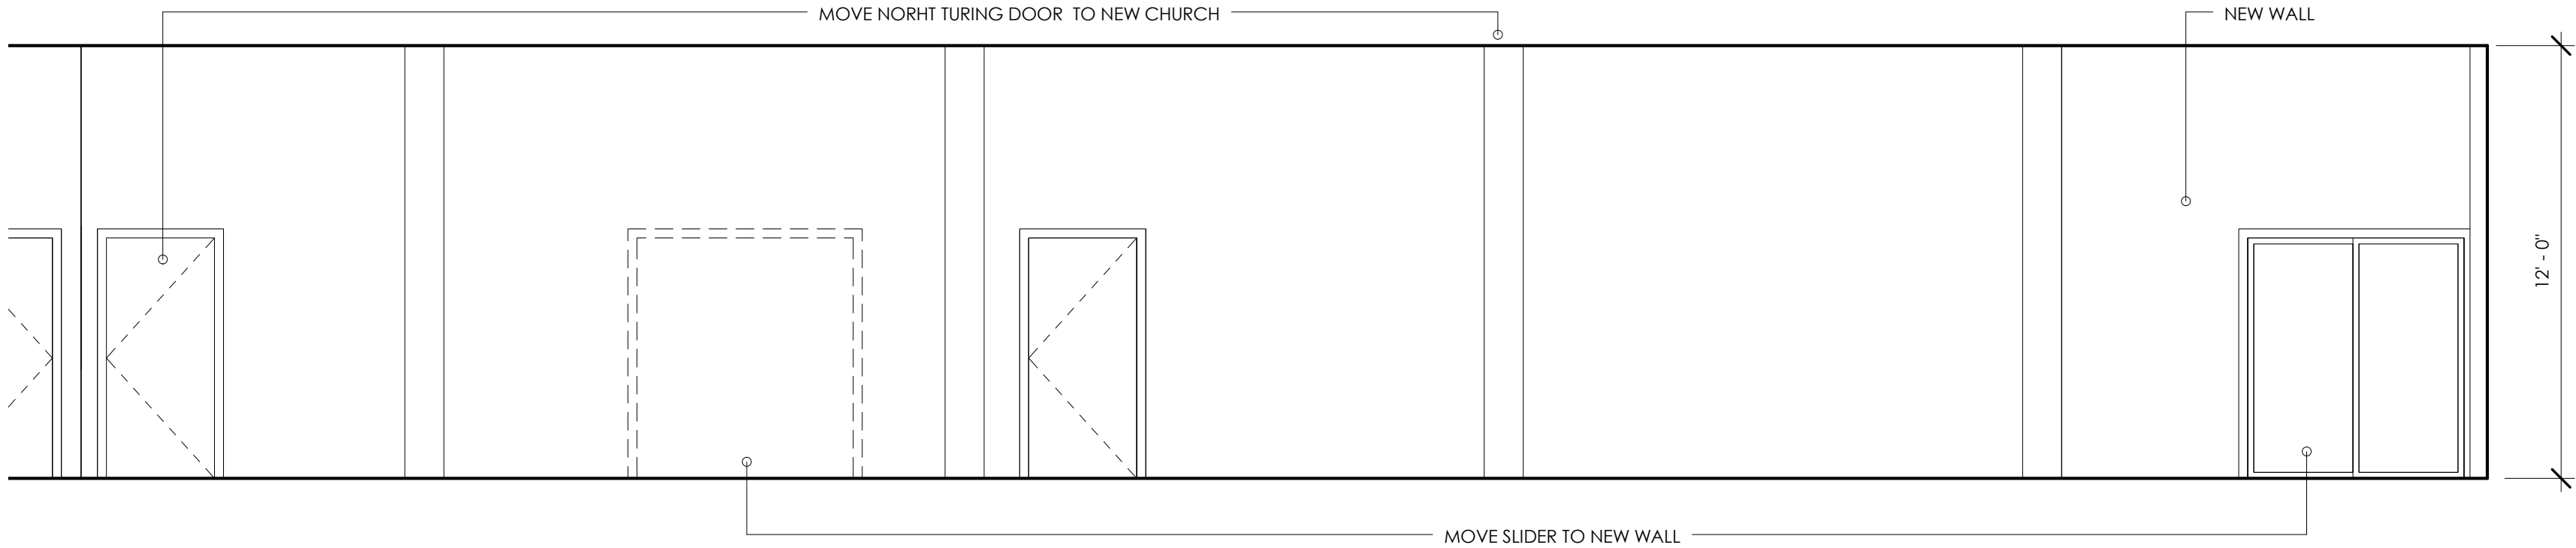 MOVE NORHT TURING DOOR  TO NEW CHURCH
NEW WALL
12' - 0"
MOVE SLIDER TO NEW WALL